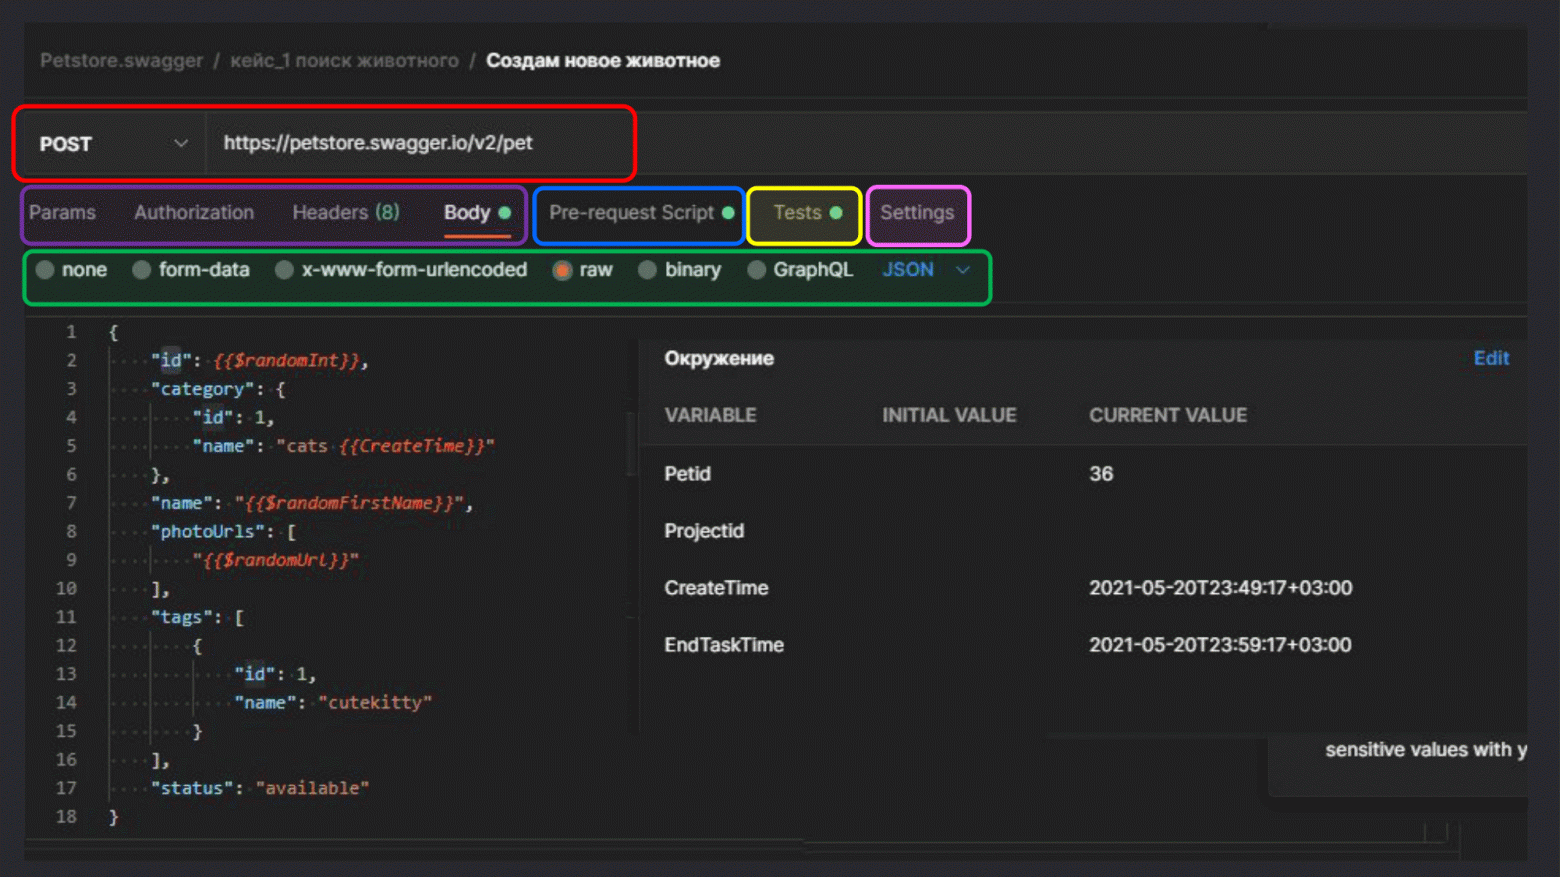 Petstore.swagger / кейс_1 поиск животного / Создам новое животное
POST https://petstore.swagger.io/v2/pet
Params Authorization Headers (8) Body Pre-request Script Tests Settings
none form-data x-www-form-urlencoded raw binary GraphQL JSON
1 {
2 "id": {{$randomInt}},
3 "category": {
4 "id": 1,
5 "name": "cats {{CreateTime}}"
6 },
7 "name": "{{$randomFirstName}}",
8 "photoUrls": [
9 "{{$randomUrl}}"
10 ],
11 "tags": [
12 {
13 "id": 1,
14 "name": "cutekitty"
15 }
16 ],
17 "status": "available"
18 }
Окружение Edit
VARIABLE INITIAL VALUE CURRENT VALUE
Petid 36
Projectid
CreateTime 2021-05-20T23:49:17+03:00
EndTaskTime 2021-05-20T23:59:17+03:00
sensitive values with y